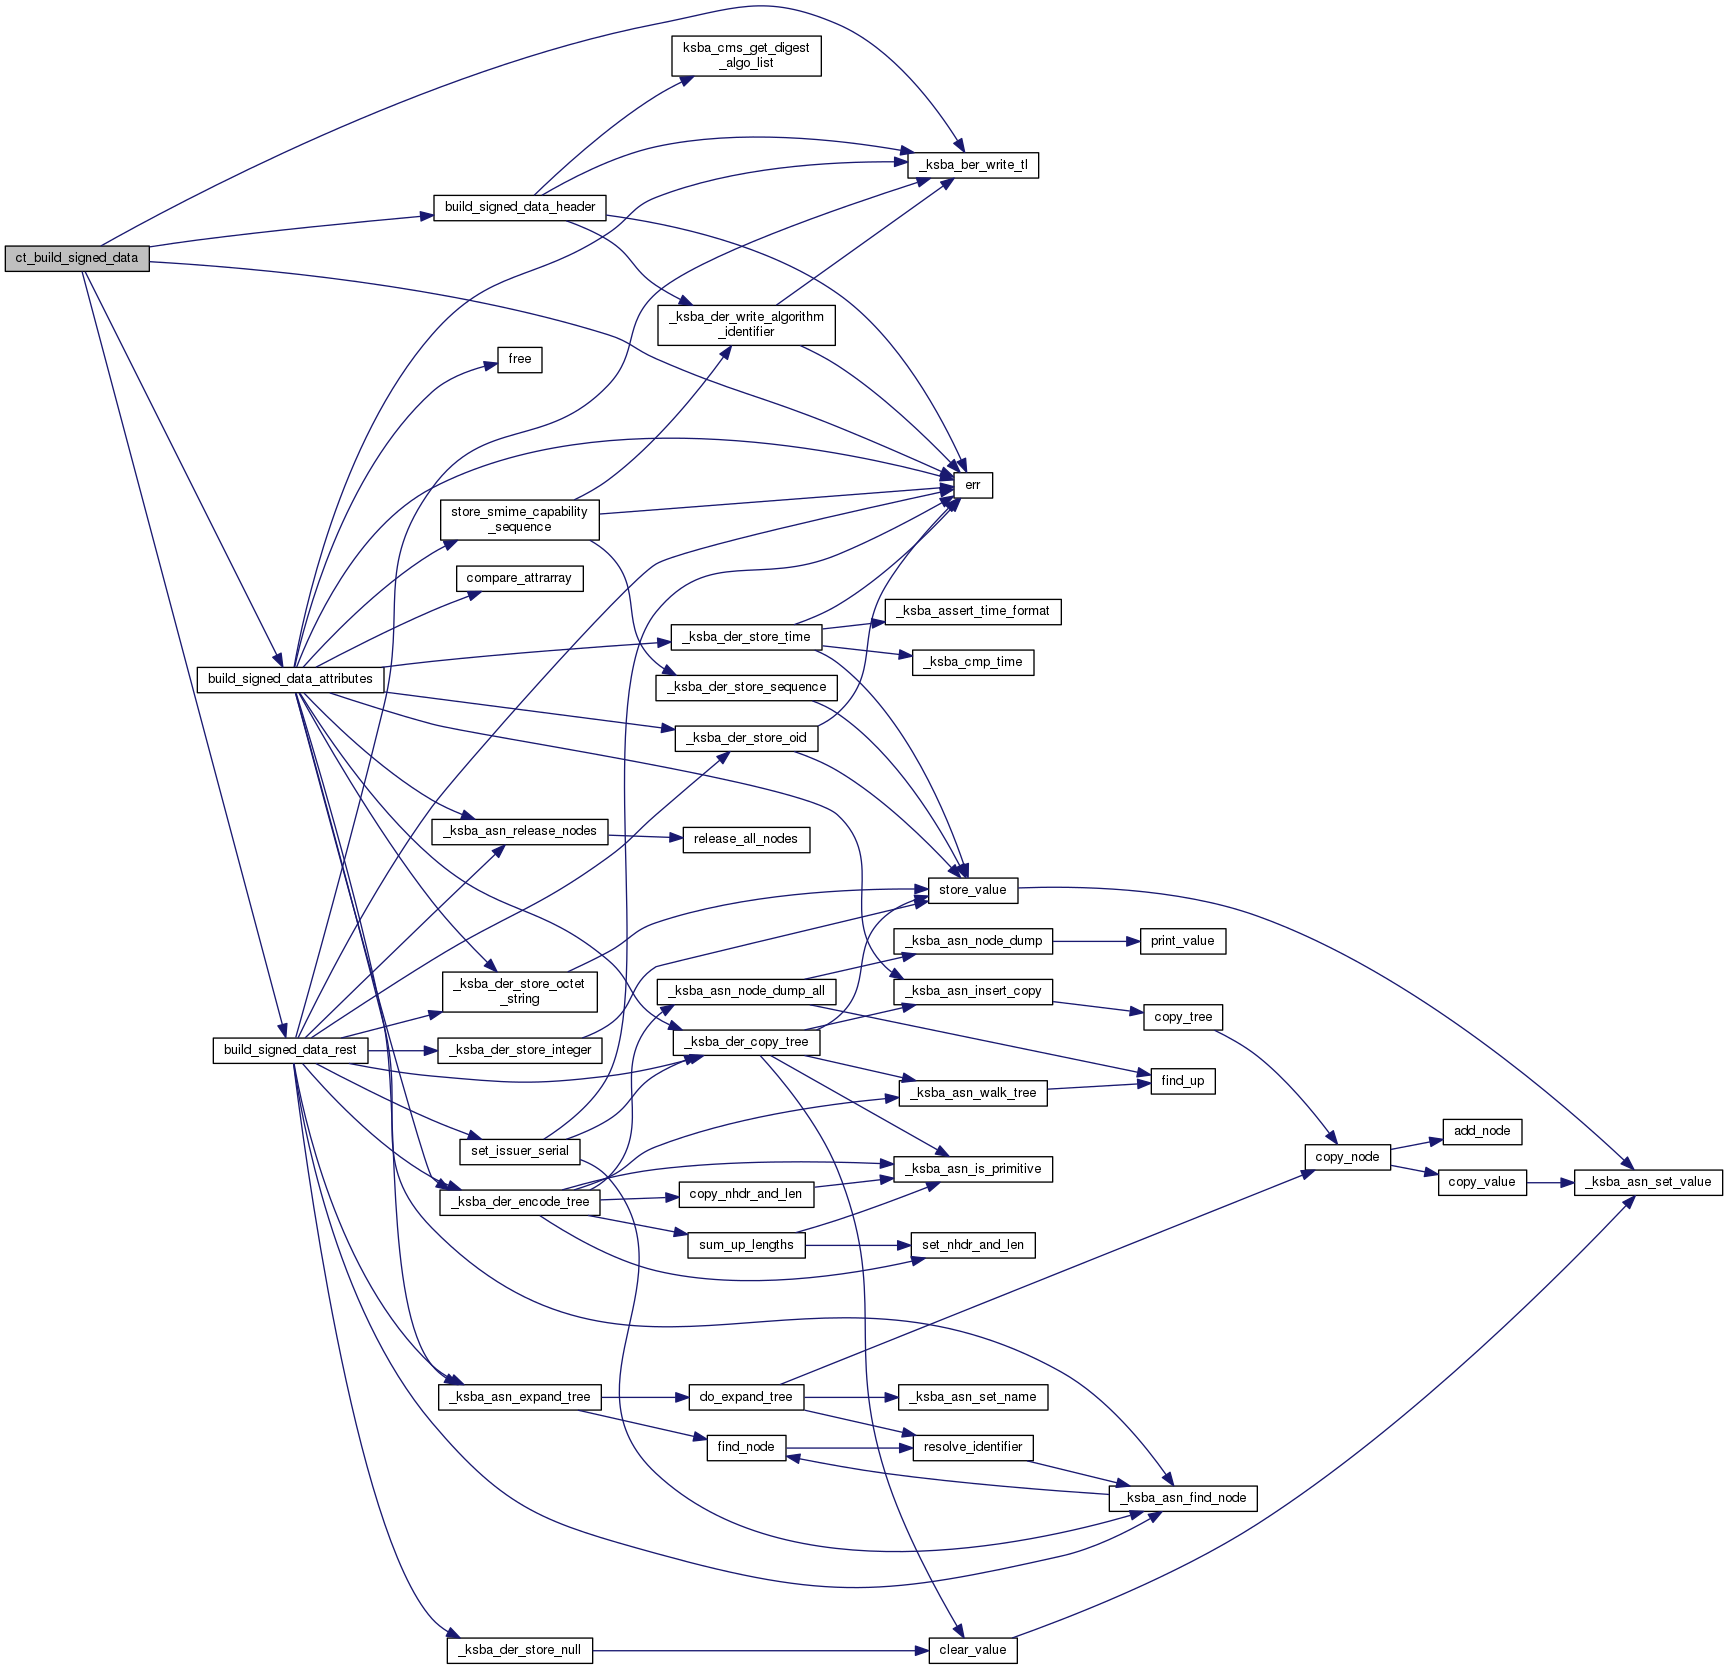 ksba_cms_get_digest
_algo_list
_ksba_ber_write_tl
build_signed_data_header
ct_build_signed_data
_ksba_der_write_algorithm
_identifier
free
err
store_smime_capability
_sequence
compare_attrarray
_ksba_assert_time_format
_ksba_der_store_time
_ksba_cmp_time
build_signed_data_attributes
_ksba_der_store_sequence
_ksba_der_store_oid
_ksba_asn_release_nodes
release_all_nodes
store_value
_ksba_asn_node_dump
print_value
_ksba_der_store_octet
_string
_ksba_asn_node_dump_all
_ksba_asn_insert_copy
copy_tree
build_signed_data_rest
_ksba_der_store_integer
_ksba_der_copy_tree
find_up
_ksba_asn_walk_tree
add_node
set_issuer_serial
copy_node
_ksba_asn_is_primitive
copy_value
_ksba_asn_set_value
_ksba_der_encode_tree
copy_nhdr_and_len
sum_up_lengths
set_nhdr_and_len
_ksba_asn_expand_tree
do_expand_tree
_ksba_asn_set_name
find_node
resolve_identifier
_ksba_asn_find_node
_ksba_der_store_null
clear_value